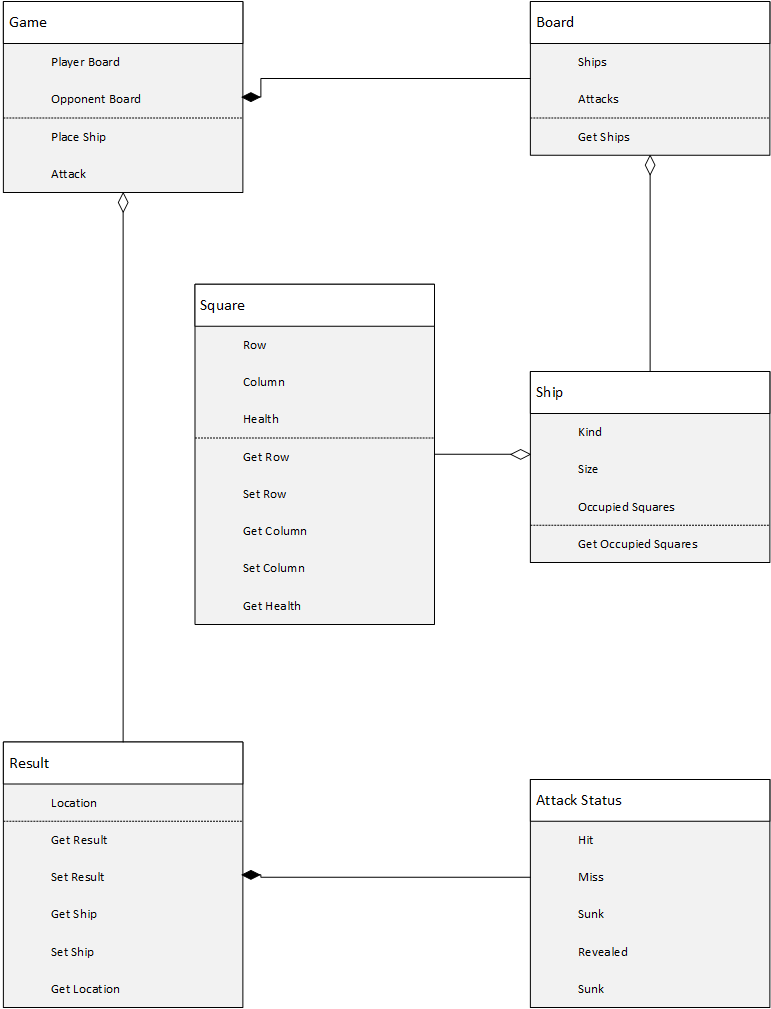 Game
Player Board
Opponent Board
Place Ship
Attack
Board
Ships
Attacks
Get Ships
Square
Row
Column
Health
Get Row
Set Row
Get Column
Set Column
Get Health
Ship
Kind
Size
Occupied Squares
Get Occupied Squares
Result
Location
Get Result
Set Result
Get Ship
Set Ship
Get Location
Attack Status
Hit
Miss
Sunk
Revealed
Sunk